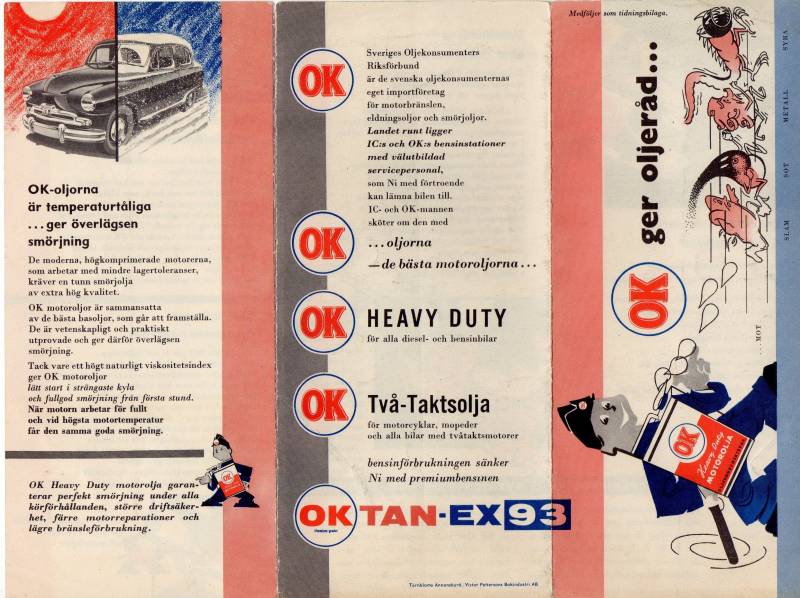 OK-oljorna
är temperaturtåliga
...ger överlägsen
smörjning
De moderna, högkomprimerade motorerna,
som arbetar med mindre lagertoleranser,
kräver en tunn smörjolja
av extra hög kvalitet.
OK motoroljor är sammansatta
av de bästa basoljor, som går att framställa.
De är vetenskapligt och praktiskt
utprovade och ger därför överlägsen
smörjning.
Tack vare ett högt naturligt viskositetsindex
ger OK motoroljor
lätt start i strängaste kyla
och fullgod smörjning från första stund.
När motorn arbetar för fullt
och vid högsta motortemperatur
får den samma goda smörjning.
OK Heavy Duty motorolja garan-
terar perfekt smörjning under alla
körförhållanden, större driftsäker-
het, färre motorreparationer och
lägre bränsleförbrukning.
OK
Sveriges Oljekonsumenters
Riksförbund
är de svenska oljekonsumenternas
eget importföretag
för motorbränslen,
eldningsoljor och smörjoljor.
Landet runt ligger
IC:s och OK:s bensinstationer
med välutbildad
servicepersonal,
som Ni med förtroende
kan lämna bilen till.
IC- och OK-mannen
sköter om den med
OK
...oljorna
—de bästa motoroljorna...
OK
HEAVY DUTY
för alla diesel- och bensinbilar
OK
Två-Taktsolja
för motorcyklar, mopeder
och alla bilar med tvåtaktsmotorer
bensinförbrukningen sänker
Ni med premiumbensinen
OK TAN-EX 93
Törnbloms Annonsbyrå, Victor Pettersons Bokindustri AB
Medföljer som tidningsbilaga.
OK ger oljeråd...
OK
Heavy Duty
MOTOROLJA
...MOT
SLAM SOT METALL SYRA